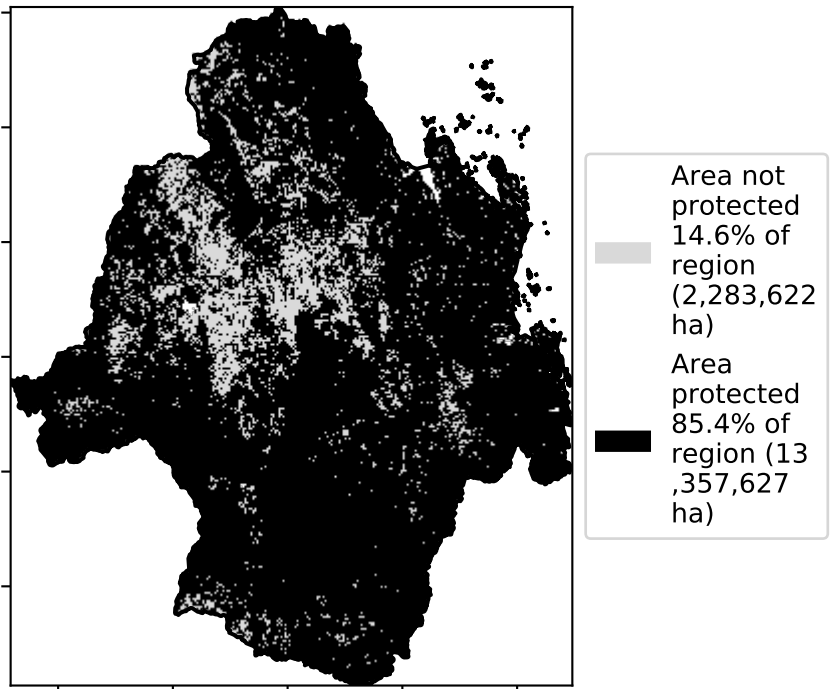 Area not
protected
14.6% of
region
(2,283,622
ha)
Area
protected
85.4% of
region (13
,357,627
ha)